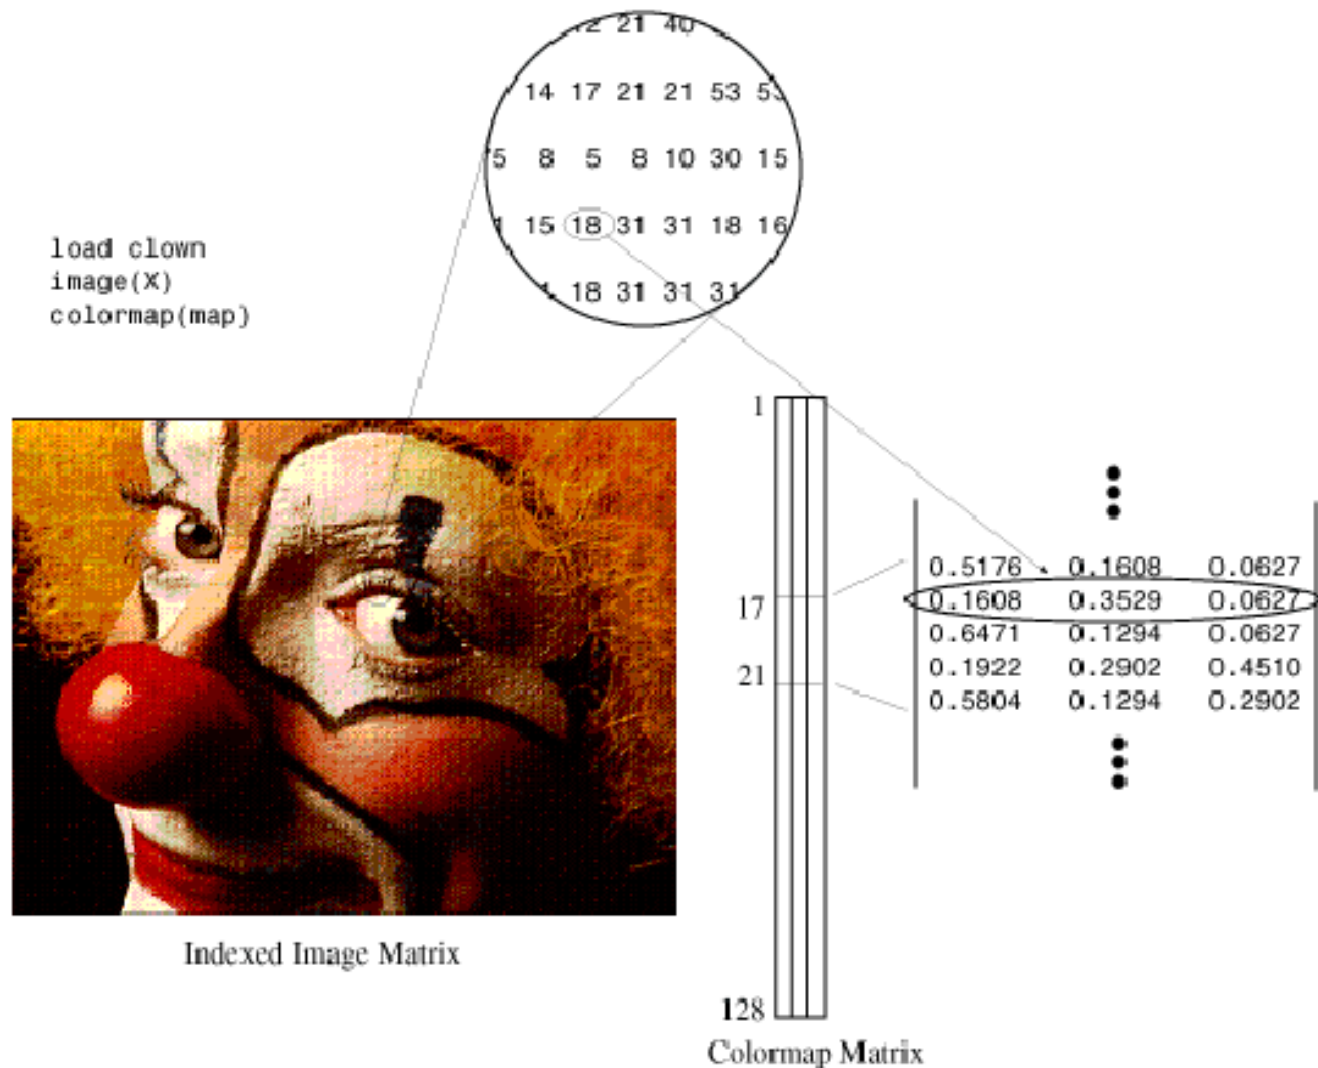 12 21 40
14 17 21 21 53
5 8 5 8 10 30 15
15 18 31 31 18 16
18 31 31 31
load clown
image(X)
colormap(map)
1
17
21
128
0.5176 0.1608 0.0627
0.1608 0.3529 0.0627
0.6471 0.1294 0.0627
0.1922 0.2902 0.4510
0.5804 0.1294 0.2902
Indexed Image Matrix
Colormap Matrix